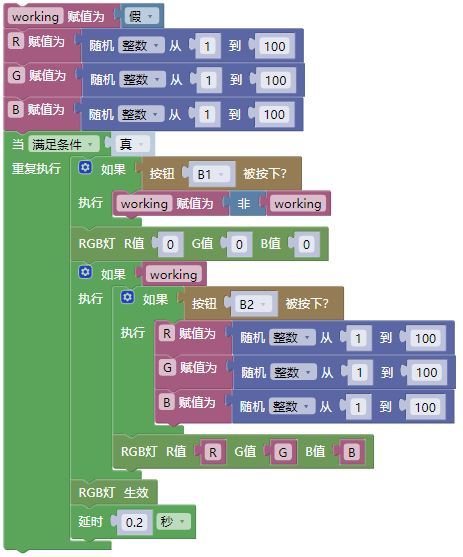 working 赋值为 假
R 赋值为 随机 整数 从 1 到 100
G 赋值为 随机 整数 从 1 到 100
B 赋值为 随机 整数 从 1 到 100
当 满足条件 真
重复执行 如果 按钮 B1 被按下?
执行 working 赋值为 非 working
RGB灯 R值 0 G值 0 B值 0
如果 working
执行 如果 按钮 B2 被按下?
执行 R 赋值为 随机 整数 从 1 到 100
G 赋值为 随机 整数 从 1 到 100
B 赋值为 随机 整数 从 1 到 100
RGB灯 R值 R G值 G B值 B
RGB灯 生效
延时 0.2 秒